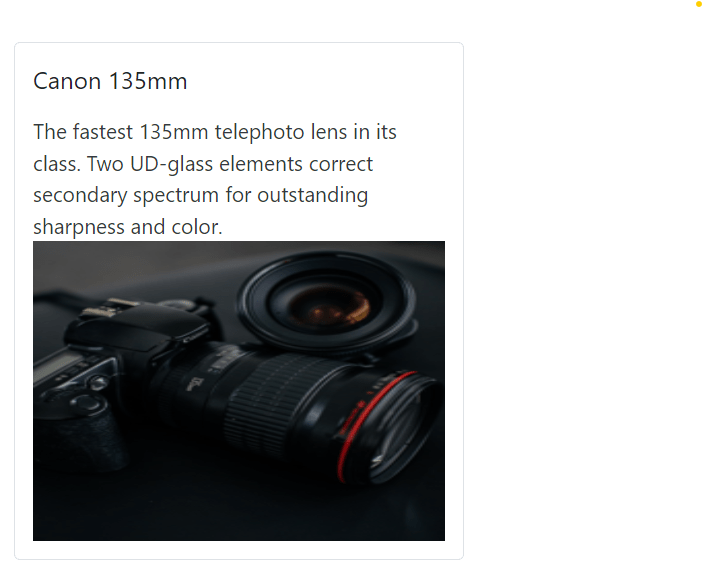 Canon 135mm
The fastest 135mm telephoto lens in its
class. Two UD-glass elements correct
secondary spectrum for outstanding
sharpness and color.
Canon